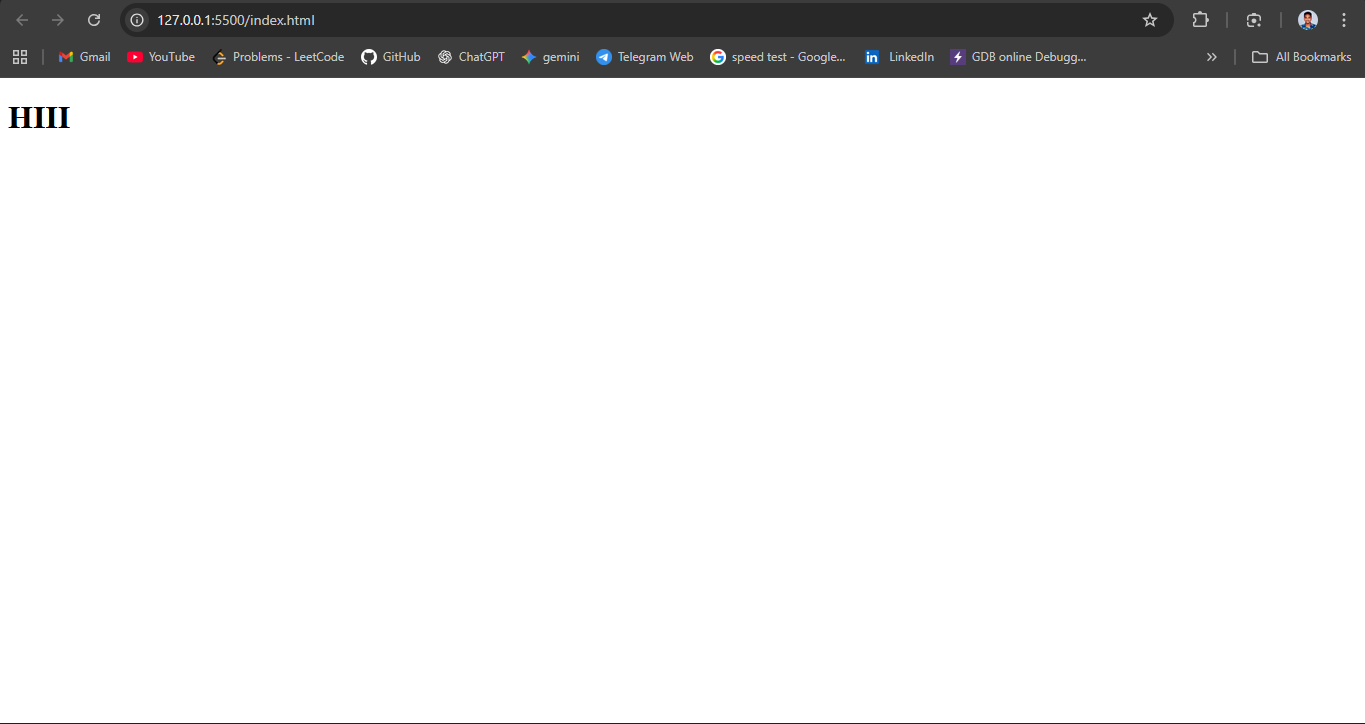 127.0.0.1:5500/index.html
Gmail YouTube Problems - LeetCode GitHub ChatGPT gemini Telegram Web speed test - Google... LinkedIn GDB online Debugg... All Bookmarks
HIII